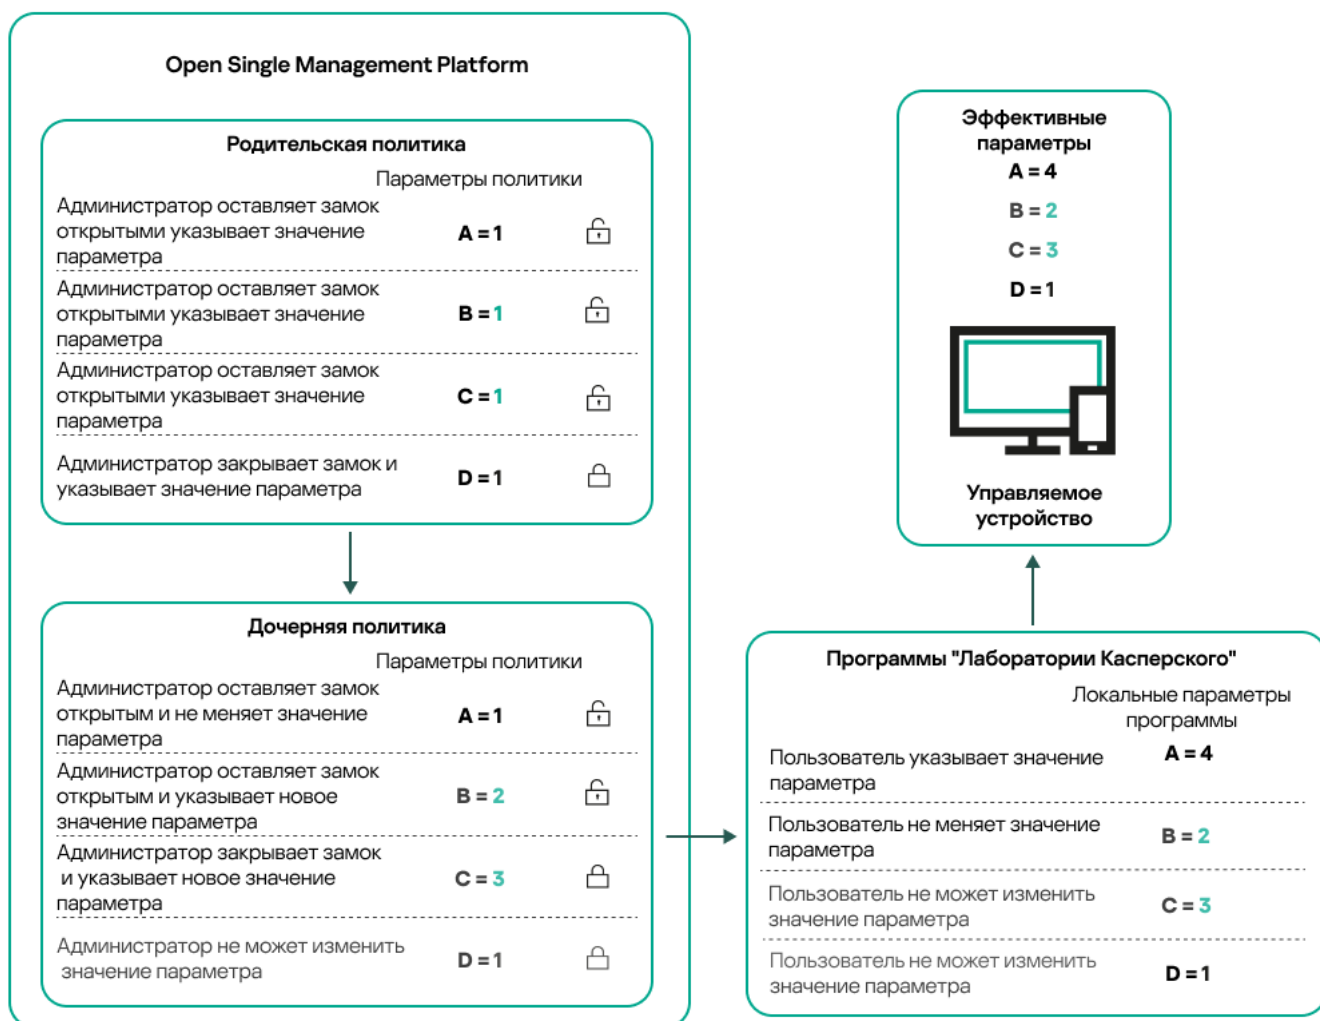 Open Single Management Platform
Родительская политика
Параметры политики
Администратор оставляет замок
открытыми указывает значение
параметра
A = 1
Администратор оставляет замок
открытыми указывает значение
параметра
B = 1
Администратор оставляет замок
открытыми указывает значение
параметра
C = 1
Администратор закрывает замок и
указывает значение параметра
D = 1
Дочерняя политика
Параметры политики
Администратор оставляет замок
открытым и не меняет значение
параметра
A = 1
Администратор оставляет замок
открытым и указывает новое
значение параметра
B = 2
Администратор закрывает замок
и указывает новое значение
параметра
C = 3
Администратор не может изменить
значение параметра
D = 1
Программы "Лаборатории Касперского"
Локальные параметры
программы
Пользователь указывает значение
параметра
A = 4
Пользователь не меняет значение
параметра
B = 2
Пользователь не может изменить
значение параметра
C = 3
Пользователь не может изменить
значение параметра
D = 1
Эффективные
параметры
A = 4
B = 2
C = 3
D = 1
Управляемое
устройство